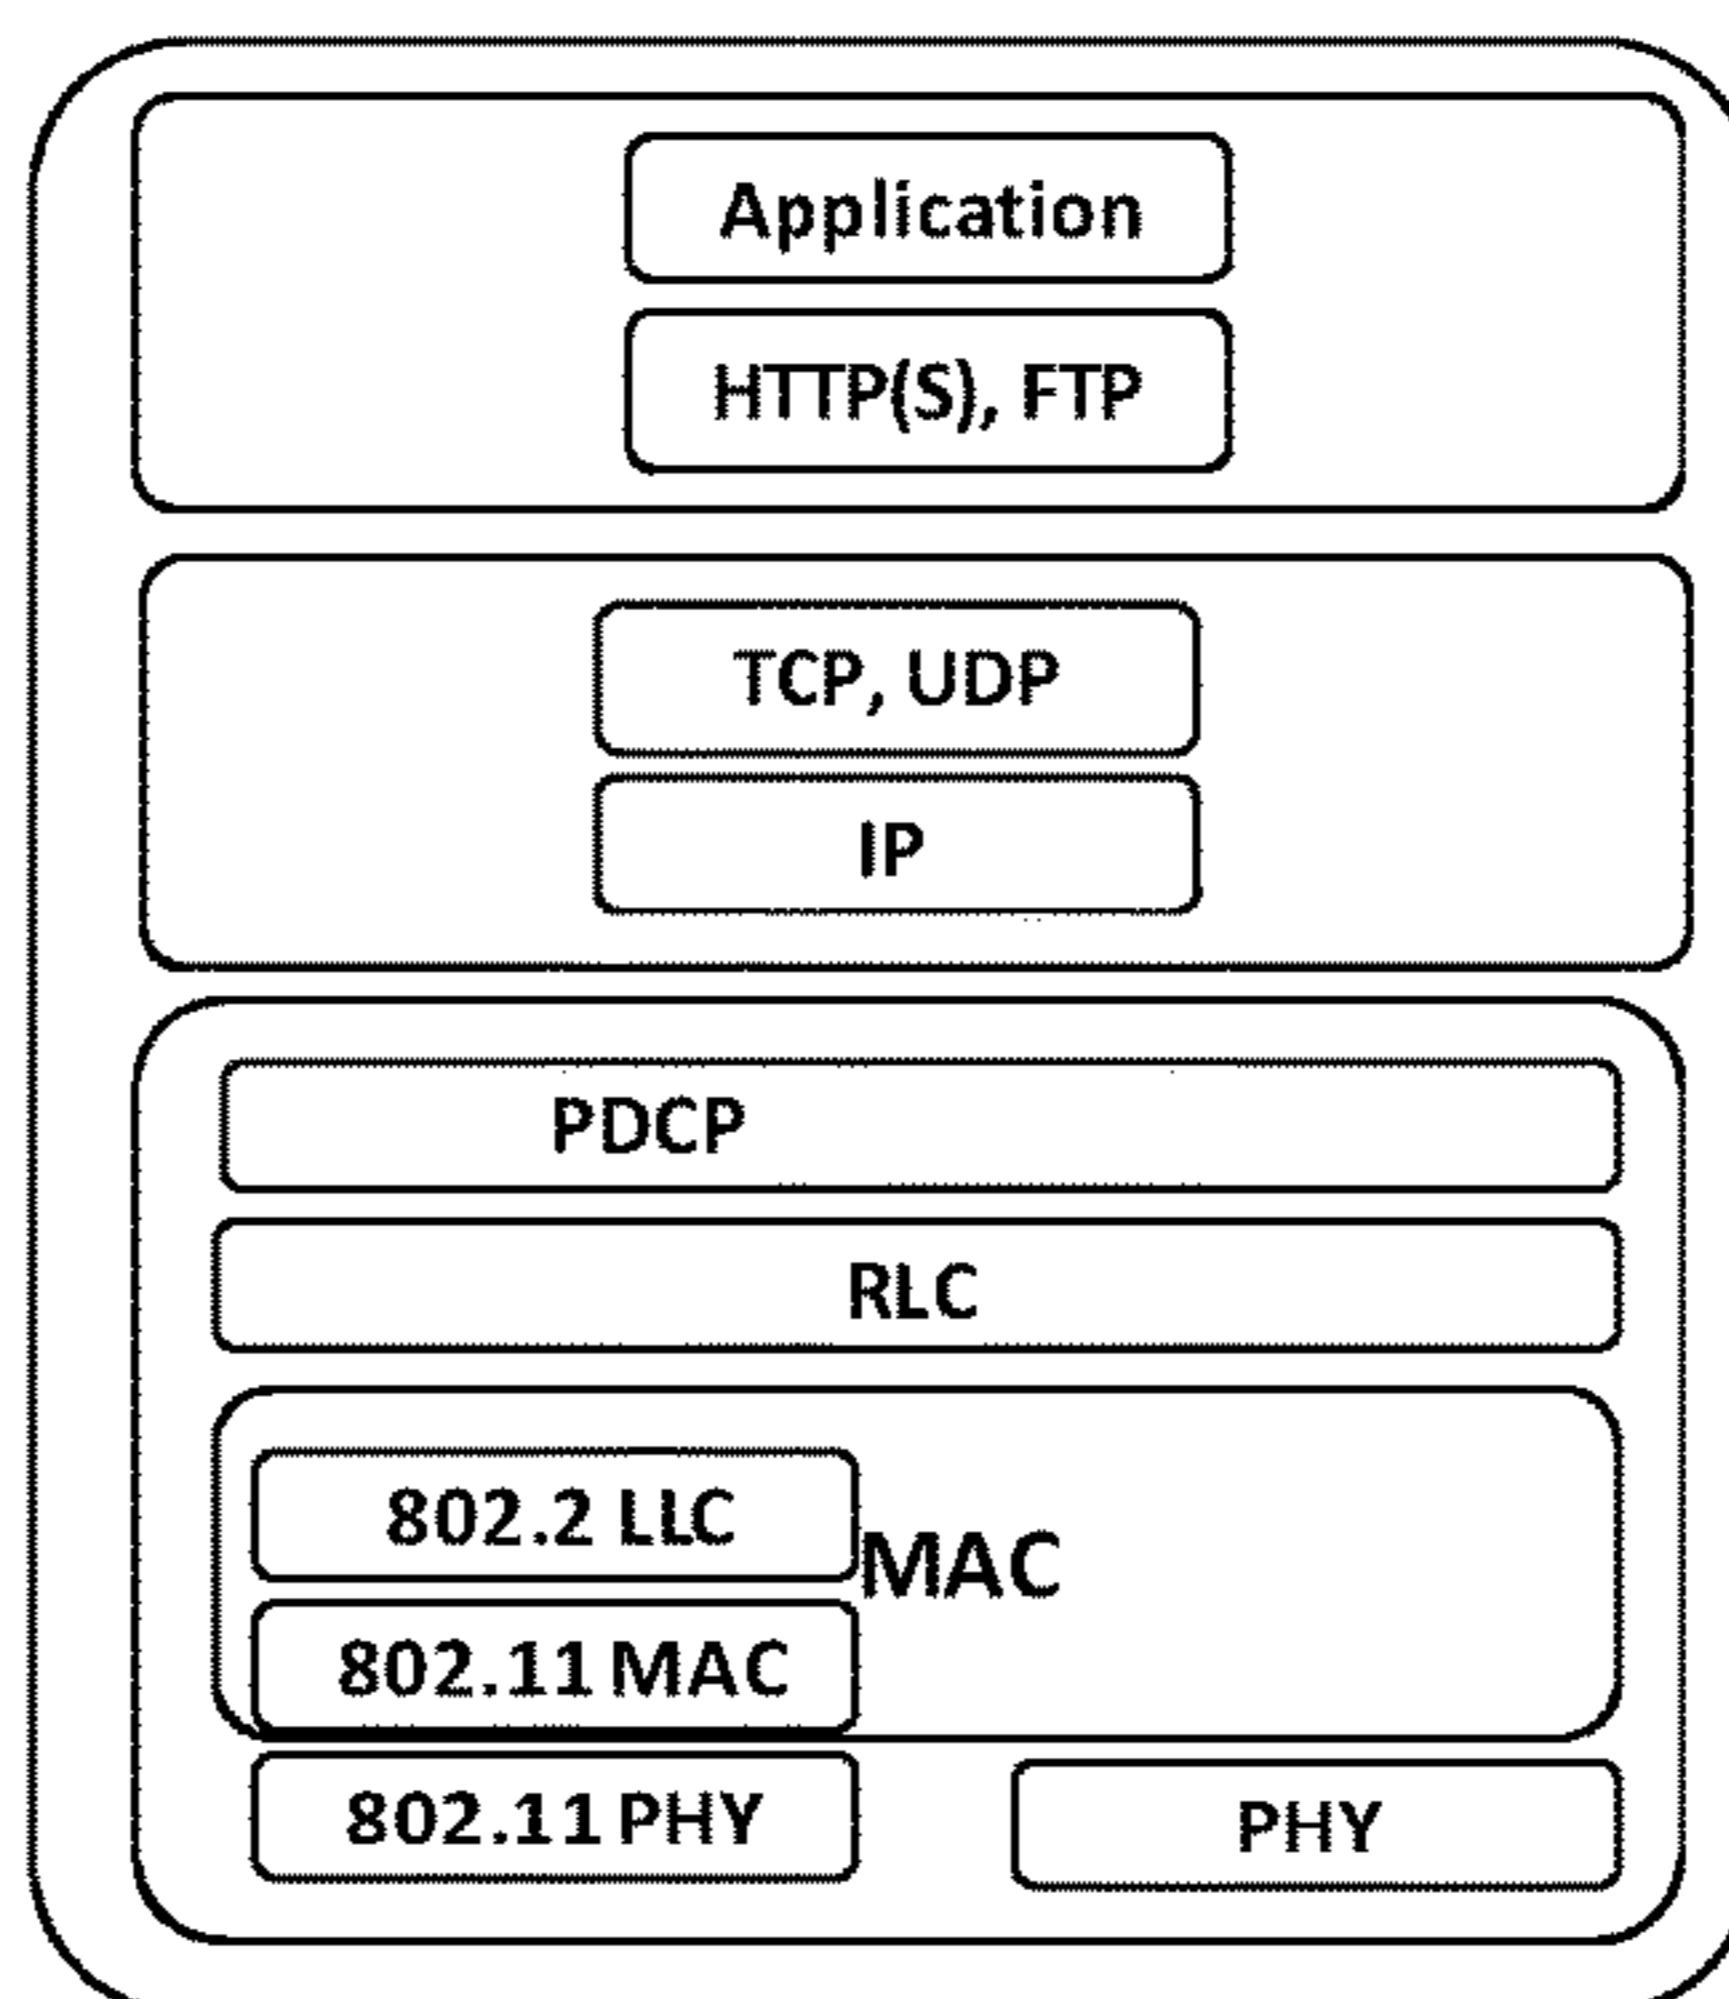 Application
HTTP(S), FTP
TCP, UDP
IP
PDCP
RLC
802.2 LLC
MAC
802.11 MAC
802.11 PHY
PHY